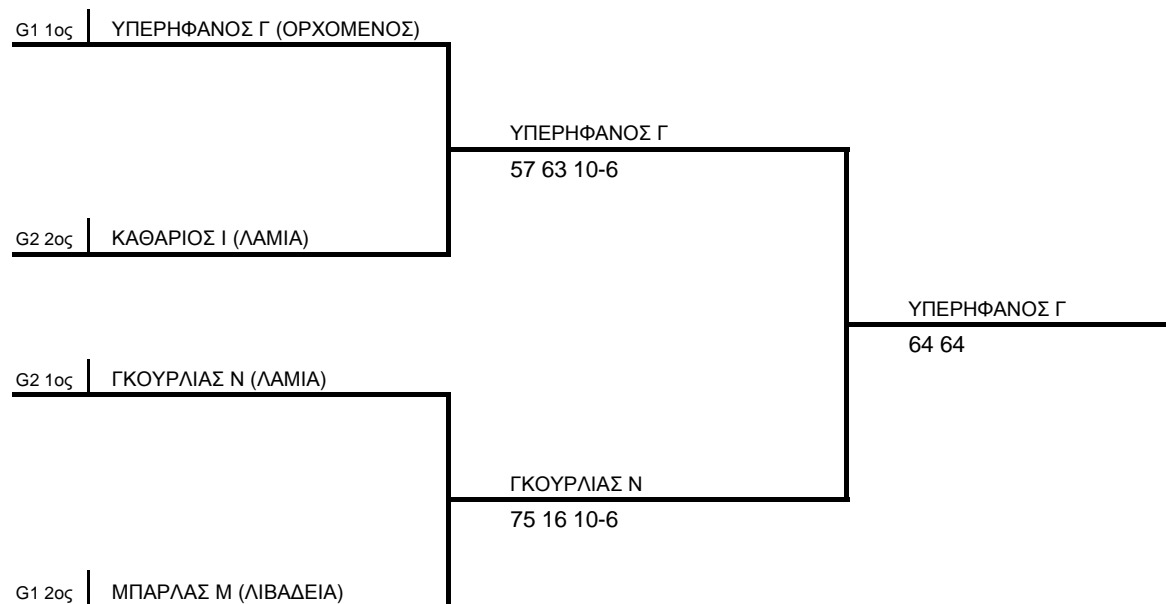 G1 1ος ΥΠΕΡΗΦΑΝΟΣ Γ (ΟΡΧΟΜΕΝΟΣ)
ΥΠΕΡΗΦΑΝΟΣ Γ
57 63 10-6
G2 2ος ΚΑΘΑΡΙΟΣ Ι (ΛΑΜΙΑ)
ΥΠΕΡΗΦΑΝΟΣ Γ
64 64
G2 1ος ΓΚΟΥΡΛΙΑΣ Ν (ΛΑΜΙΑ)
ΓΚΟΥΡΛΙΑΣ Ν
75 16 10-6
G1 2ος ΜΠΑΡΛΑΣ Μ (ΛΙΒΑΔΕΙΑ)